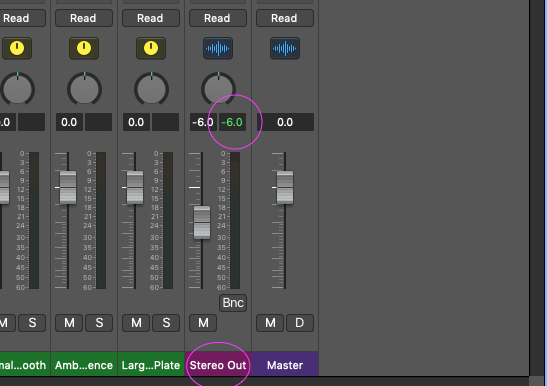 Read Read Read Read Read
.0 0.0 0.0 -6.0 -6.0 0.0
0 0 0 0
3 3 3 3
6 6 6 6
9 9 9 9
12 12 12 12
15 15 15 15
18 18 18 18
21 21 21 21
24 24 24 24
30 30 30 30
35 35 35 35
40 40 40 40
45 45 45 45
50 50 50 50
60 60 60 60
Bnc
M S M S M S M M D
nal...ooth Amb...ence Larg...Plate Stereo Out Master